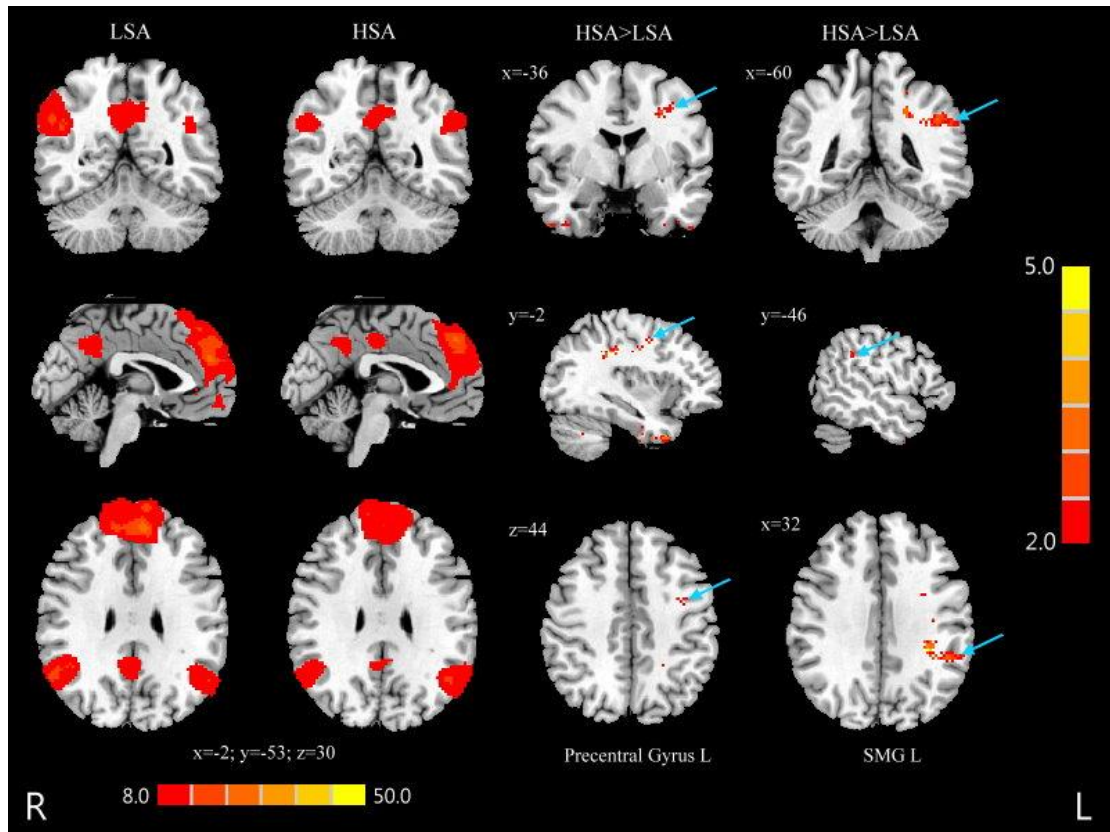 LSA
HSA
HSA>LSA
HSA>LSA
x=-36
x=-60
5.0
y=-2
y=-46
2.0
z=44
x=32
x=-2; y=-53; z=30
Precentral Gyrus L
SMG L
8.0
50.0
R
L